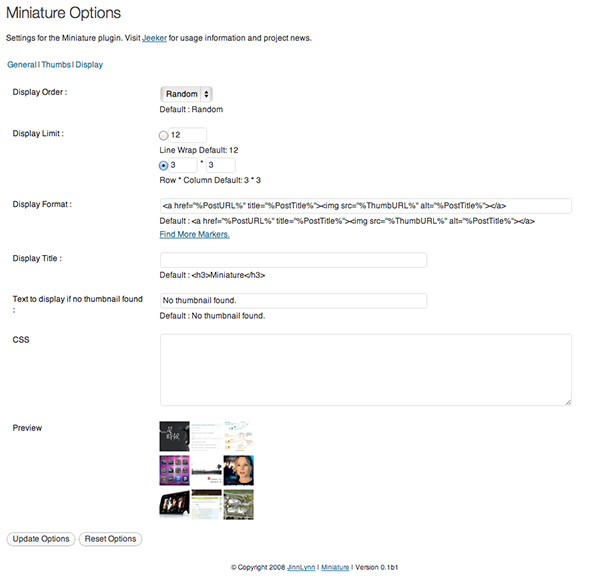 Miniature Options
Settings for the Miniature plugin. Visit Jeeker for usage information and project news.
General | Thumbs | Display
Display Order :
Random
Default : Random
Display Limit :
12
Line Wrap Default: 12
3 * 3
Row * Column Default: 3 * 3
Display Format :
<a href="%PostURL%" title="%PostTitle%"><img src="%ThumbURL%" alt="%PostTitle%"></a>
Default : <a href="%PostURL%" title="%PostTitle%"><img src="%ThumbURL%" alt="%PostTitle%"></a>
Find More Markers.
Display Title :
Default : <h3>Miniature</h3>
Text to display if no thumbnail found
:
No thumbnail found.
Default : No thumbnail found.
CSS
Preview
Update Options
Reset Options
© Copyright 2008 JinnLynn | Miniature | Version 0.1b1